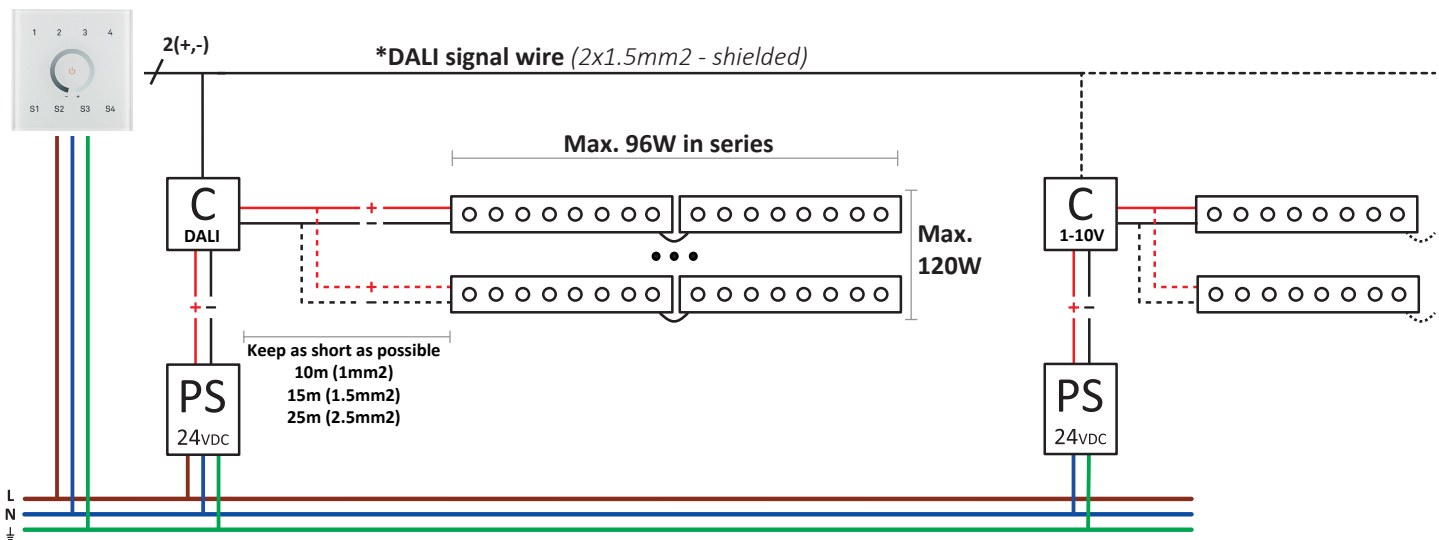 1 2 3 4
- +
S1 S2 S3 S4
2(+,-)
*DALI signal wire (2x1.5mm2 - shielded)
Max. 96W in series
C
DALI
+
−
+
−
+ −
Max.
120W
Keep as short as possible
10m (1mm2)
15m (1.5mm2)
25m (2.5mm2)
PS
24VDC
C
1-10V
+ −
PS
24VDC
L
N